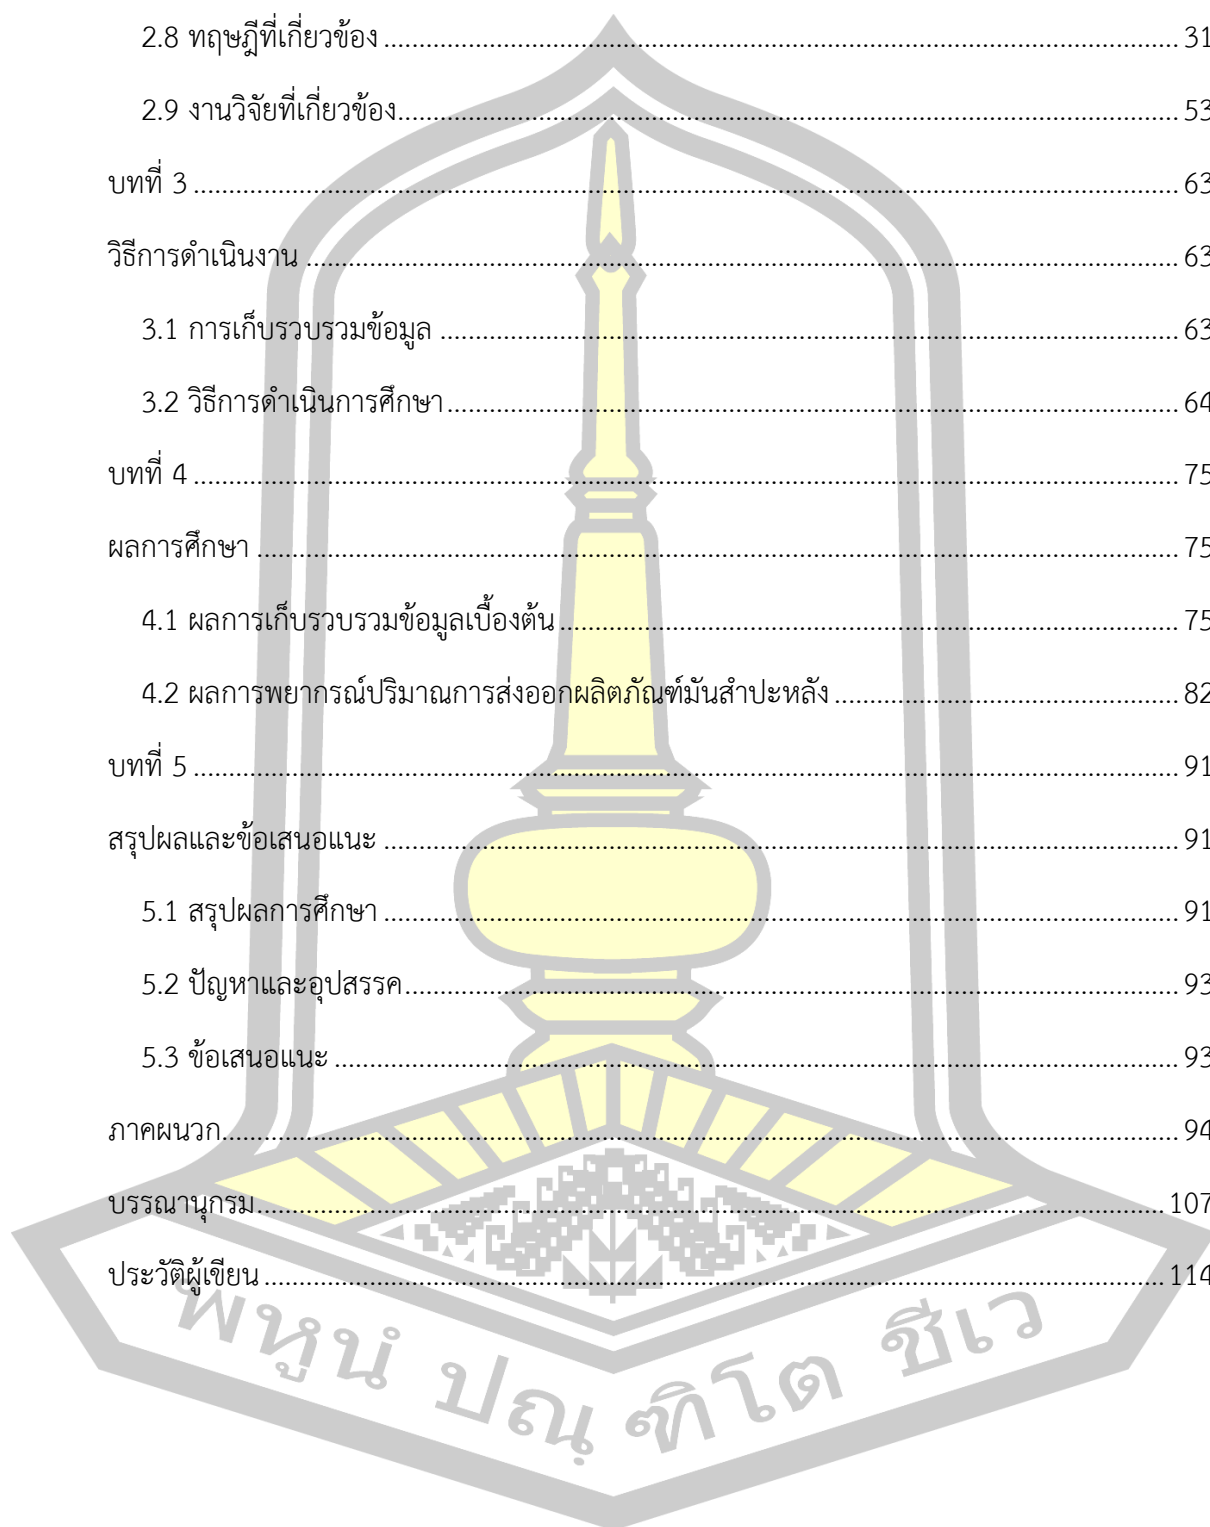 2.8 ทฤษฎีที่เกี่ยวข้อง ........ 31
2.9 งานวิจัยที่เกี่ยวข้อง ........ 53
บทที่ 3 ........ 63
วิธีการดำเนินงาน ........ 63
3.1 การเก็บรวบรวมข้อมูล ........ 63
3.2 วิธีการดำเนินการศึกษา ........ 64
บทที่ 4 ........ 75
ผลการศึกษา ........ 75
4.1 ผลการเก็บรวบรวมข้อมูลเบื้องต้น ........ 75
4.2 ผลการพยากรณ์ปริมาณการส่งออกผลิตภัณฑ์มันสำปะหลัง ........ 82
บทที่ 5 ........ 91
สรุปผลและข้อเสนอแนะ ........ 91
5.1 สรุปผลการศึกษา ........ 91
5.2 ปัญหาและอุปสรรค ........ 93
5.3 ข้อเสนอแนะ ........ 93
ภาคผนวก ........ 94
บรรณานุกรม ........ 107
ประวัติผู้เขียน ........ 114
พหูนํ ปณฺฑิโต ชีเว